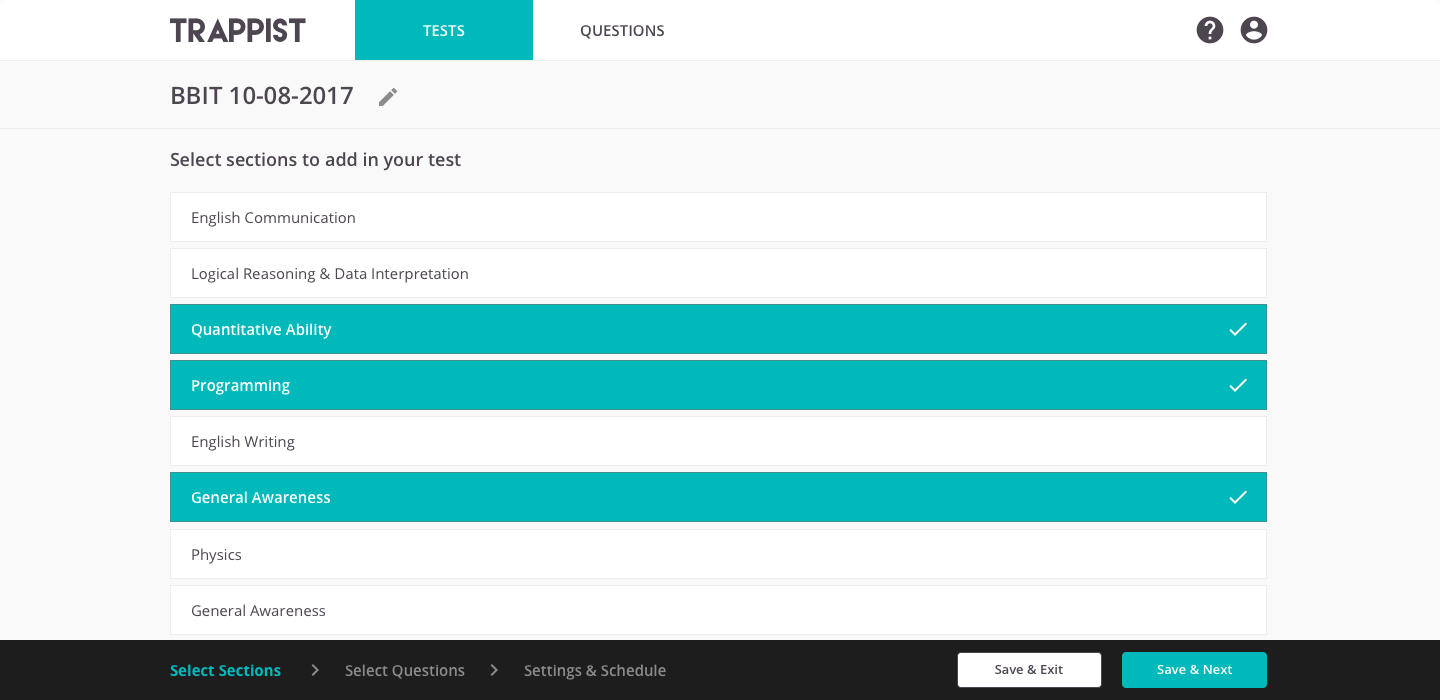 TRAPPIST TESTS QUESTIONS
BBIT 10-08-2017
Select sections to add in your test
English Communication
Logical Reasoning & Data Interpretation
Quantitative Ability
Programming
English Writing
General Awareness
Physics
General Awareness
Select Sections > Select Questions > Settings & Schedule Save & Exit Save & Next